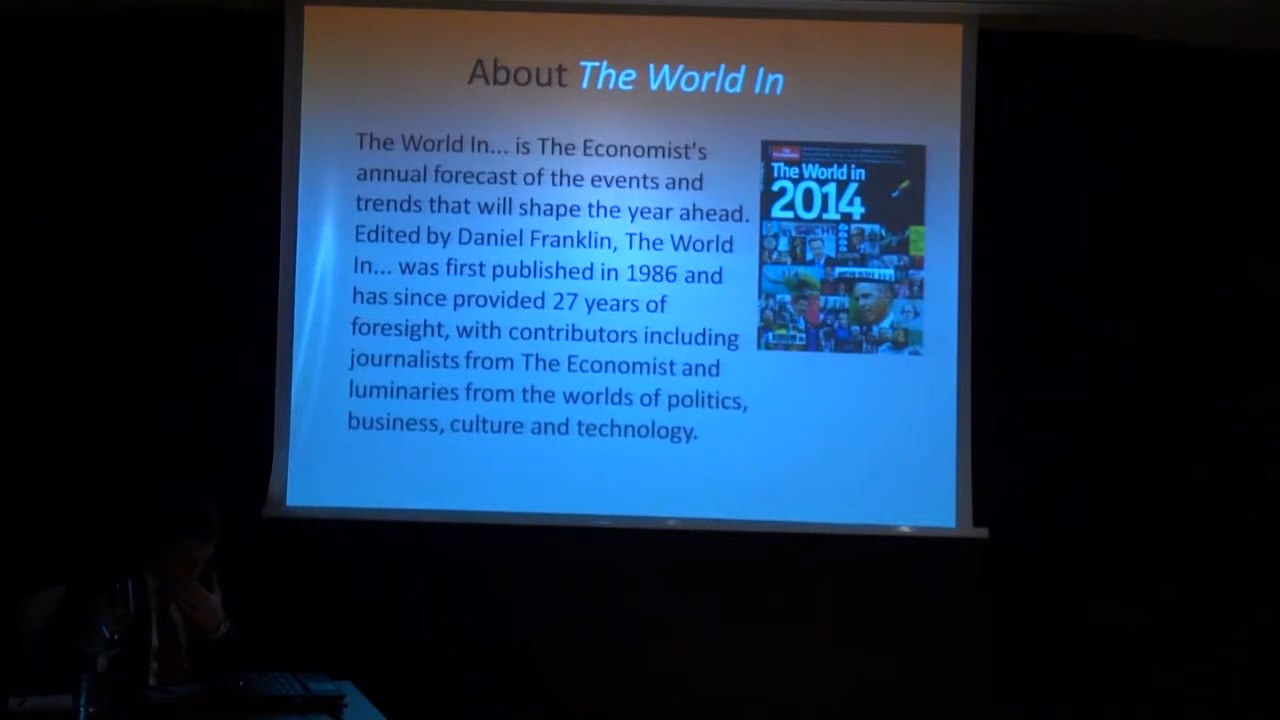 About The World In
The World In... is The Economist's
annual forecast of the events and
trends that will shape the year ahead.
Edited by Daniel Franklin, The World
In... was first published in 1986 and
has since provided 27 years of
foresight, with contributors including
journalists from The Economist and
luminaries from the worlds of politics,
business, culture and technology.
The World in
2014